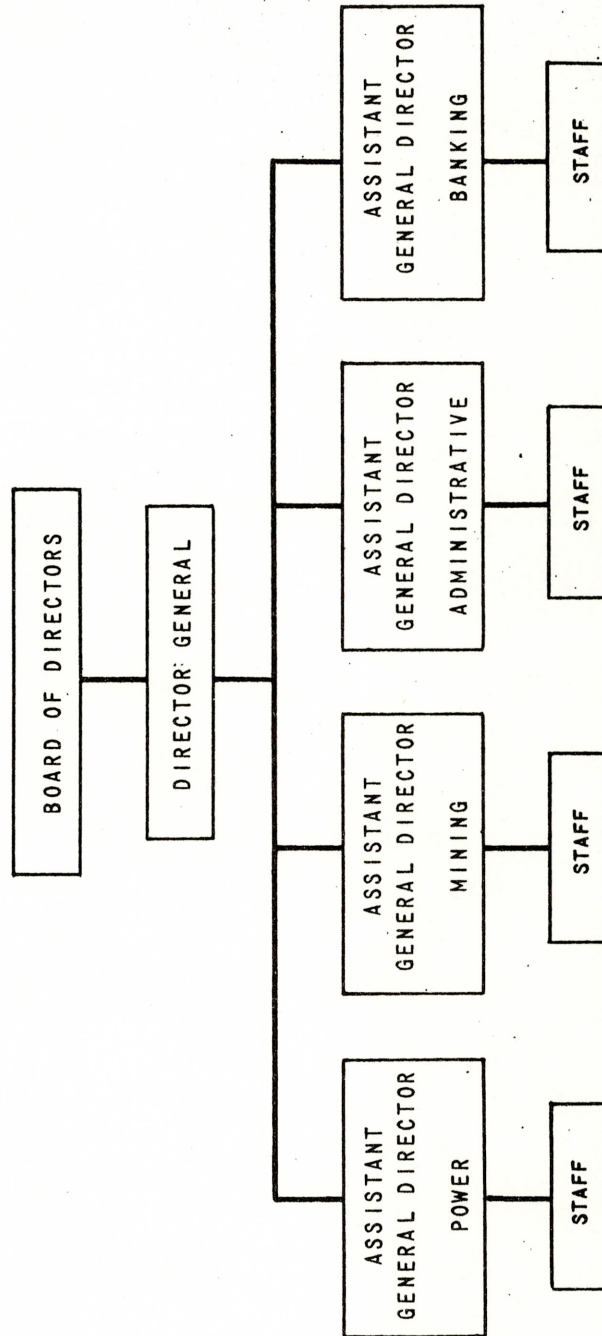 BOARD OF DIRECTORS
DIRECTOR GENERAL
ASSISTANT
GENERAL DIRECTOR
POWER
ASSISTANT
GENERAL DIRECTOR
MINING
ASSISTANT
GENERAL DIRECTOR
ADMINISTRATIVE
ASSISTANT
GENERAL DIRECTOR
BANKING
STAFF
STAFF
STAFF
STAFF